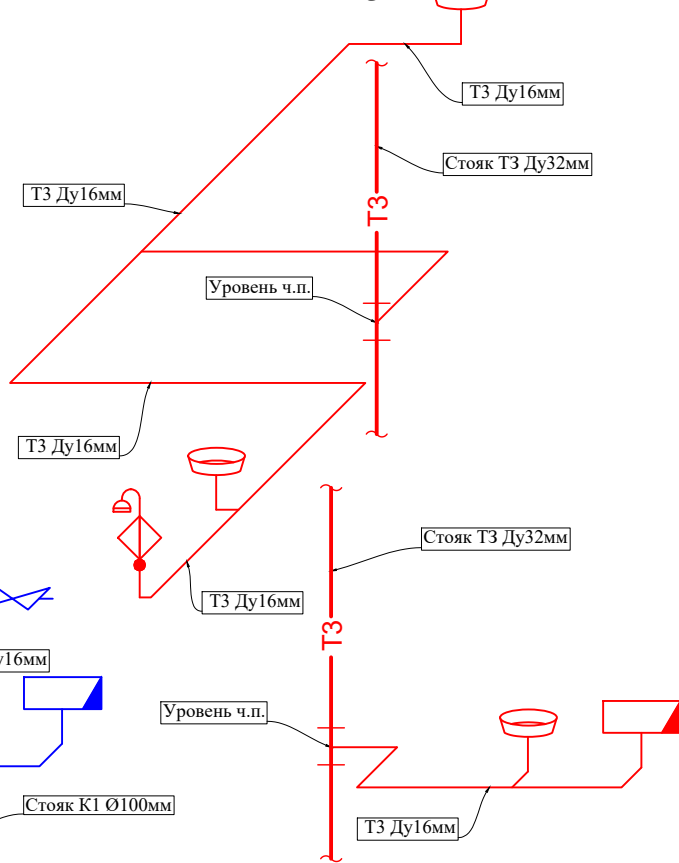 Т3 Ду16мм
Стояк Т3 Ду32мм
Т3 Ду16мм
Т3
Уровень ч.п.
Т3 Ду16мм
Стояк Т3 Ду32мм
Т3 Ду16мм
Т3
у16мм
Уровень ч.п.
Стояк К1 Ø100мм
Т3 Ду16мм